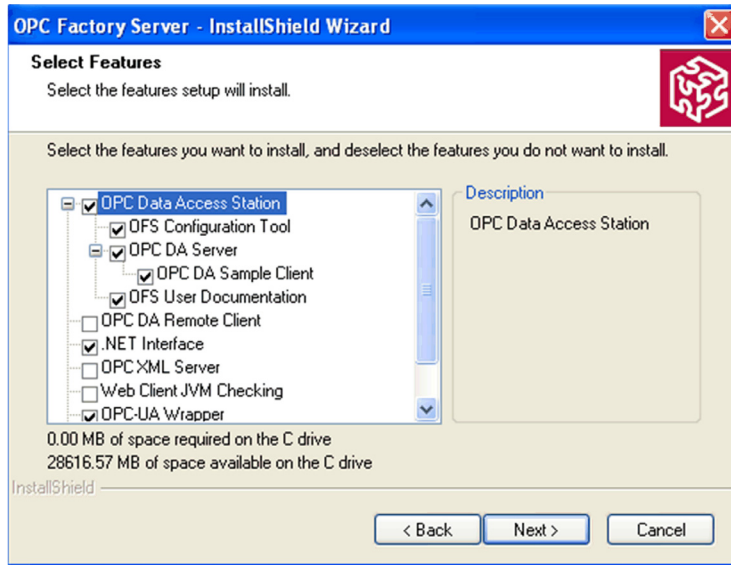 OPC Factory Server - InstallShield Wizard
Select Features
Select the features setup will install.
Select the features you want to install, and deselect the features you do not want to install.
OPC Data Access Station
OFS Configuration Tool
OPC DA Server
OPC DA Sample Client
OFS User Documentation
OPC DA Remote Client
.NET Interface
OPC XML Server
Web Client JVM Checking
OPC-UA Wrapper
Description
OPC Data Access Station
0.00 MB of space required on the C drive
28616.57 MB of space available on the C drive
InstallShield
< Back
Next >
Cancel